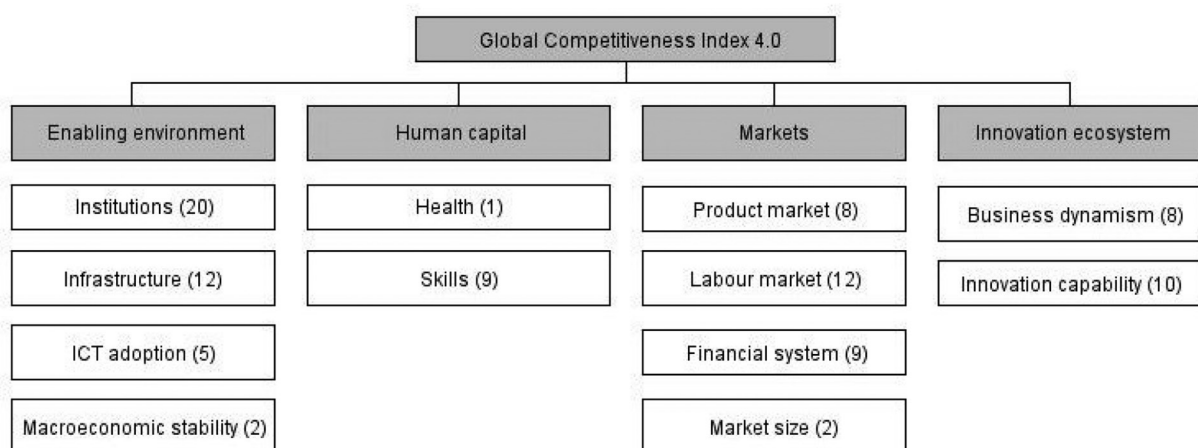 Global Competitiveness Index 4.0
Enabling environment
Human capital
Markets
Innovation ecosystem
Institutions (20)
Health (1)
Product market (8)
Business dynamism (8)
Infrastructure (12)
Skills (9)
Labour market (12)
Innovation capability (10)
ICT adoption (5)
Financial system (9)
Macroeconomic stability (2)
Market size (2)